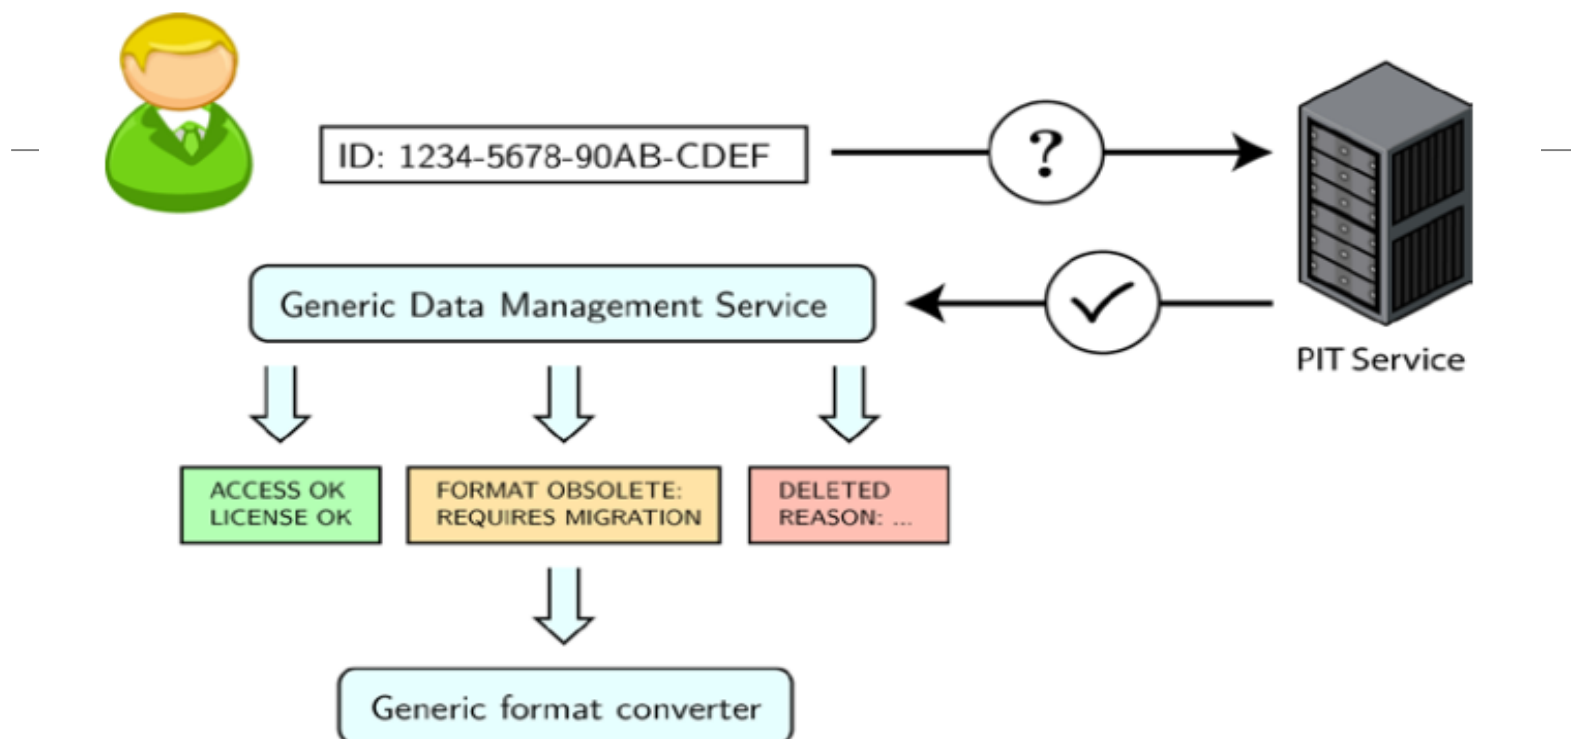 ID: 1234-5678-90AB-CDEF
?
Generic Data Management Service
PIT Service
ACCESS OK
LICENSE OK
FORMAT OBSOLETE:
REQUIRES MIGRATION
DELETED
REASON: ...
Generic format converter